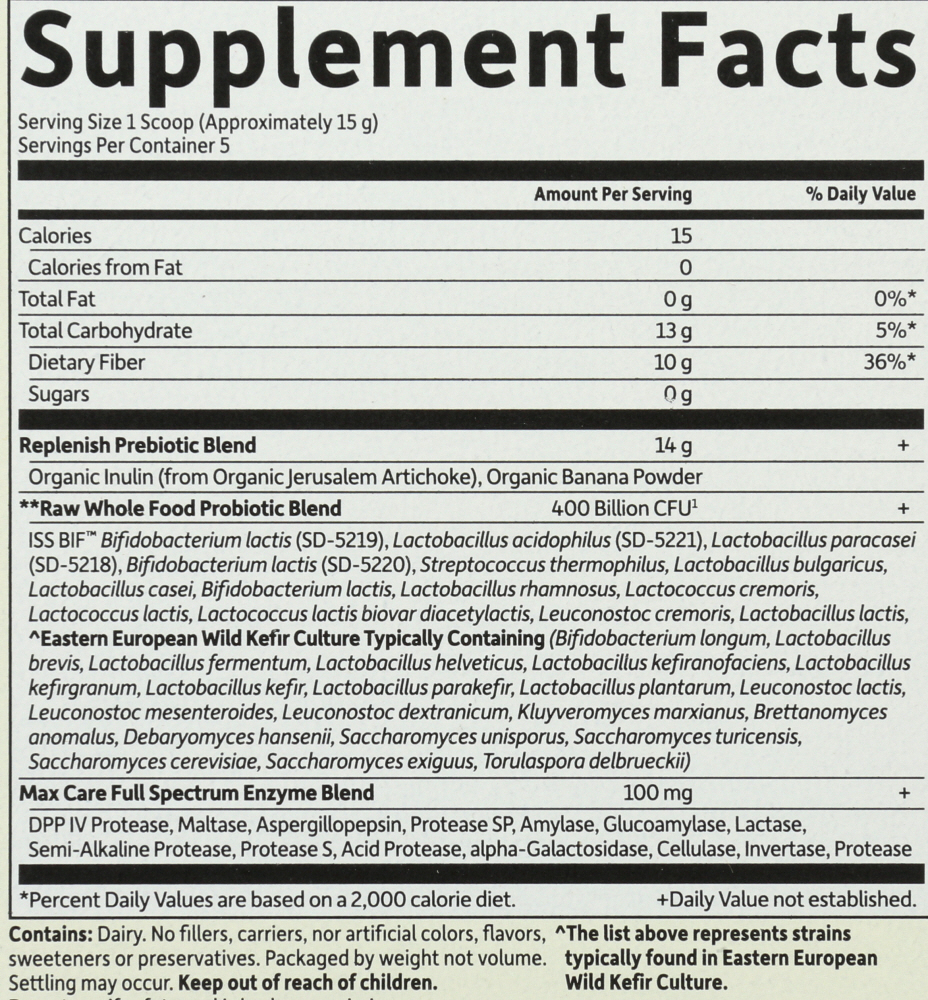 Supplement Facts
Serving Size 1 Scoop (Approximately 15 g)
Servings Per Container 5
Amount Per Serving % Daily Value
Calories 15
Calories from Fat 0
Total Fat 0 g 0%*
Total Carbohydrate 13 g 5%*
Dietary Fiber 10 g 36%*
Sugars 0 g
Replenish Prebiotic Blend 14 g +
Organic Inulin (from Organic Jerusalem Artichoke), Organic Banana Powder
**Raw Whole Food Probiotic Blend 400 Billion CFU¹ +
ISS BIF™ Bifidobacterium lactis (SD-5219), Lactobacillus acidophilus (SD-5221), Lactobacillus paracasei
(SD-5218), Bifidobacterium lactis (SD-5220), Streptococcus thermophilus, Lactobacillus bulgaricus,
Lactobacillus casei, Bifidobacterium lactis, Lactobacillus rhamnosus, Lactococcus cremoris,
Lactococcus lactis, Lactococcus lactis biovar diacetylactis, Leuconostoc cremoris, Lactobacillus lactis,
^Eastern European Wild Kefir Culture Typically Containing (Bifidobacterium longum, Lactobacillus
brevis, Lactobacillus fermentum, Lactobacillus helveticus, Lactobacillus kefiranofaciens, Lactobacillus
kefirgranum, Lactobacillus kefir, Lactobacillus parakefir, Lactobacillus plantarum, Leuconostoc lactis,
Leuconostoc mesenteroides, Leuconostoc dextranicum, Kluyveromyces marxianus, Brettanomyces
anomalus, Debaryomyces hansenii, Saccharomyces unisporus, Saccharomyces turicensis,
Saccharomyces cerevisiae, Saccharomyces exiguus, Torulaspora delbrueckii)
Max Care Full Spectrum Enzyme Blend 100 mg +
DPP IV Protease, Maltase, Aspergillopepsin, Protease SP, Amylase, Glucoamylase, Lactase,
Semi-Alkaline Protease, Protease S, Acid Protease, alpha-Galactosidase, Cellulase, Invertase, Protease
*Percent Daily Values are based on a 2,000 calorie diet. +Daily Value not established.
Contains: Dairy. No fillers, carriers, nor artificial colors, flavors,
sweeteners or preservatives. Packaged by weight not volume.
Settling may occur. Keep out of reach of children.
^The list above represents strains
typically found in Eastern European
Wild Kefir Culture.